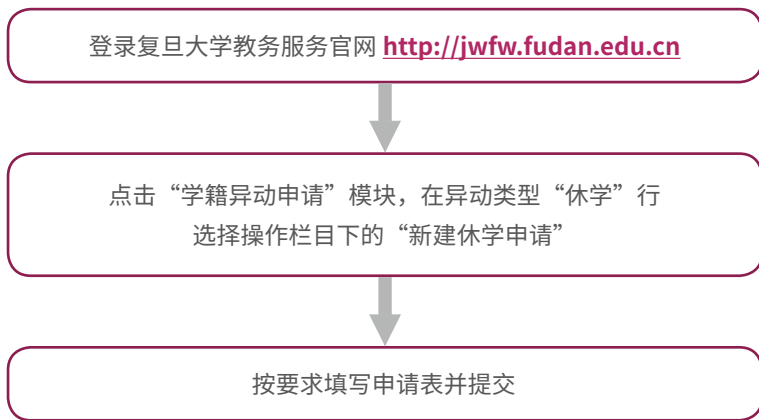 登录复旦大学教务服务官网 http://jwfw.fudan.edu.cn
点击“学籍异动申请”模块，在异动类型“休学”行
选择操作栏目下的“新建休学申请”
按要求填写申请表并提交